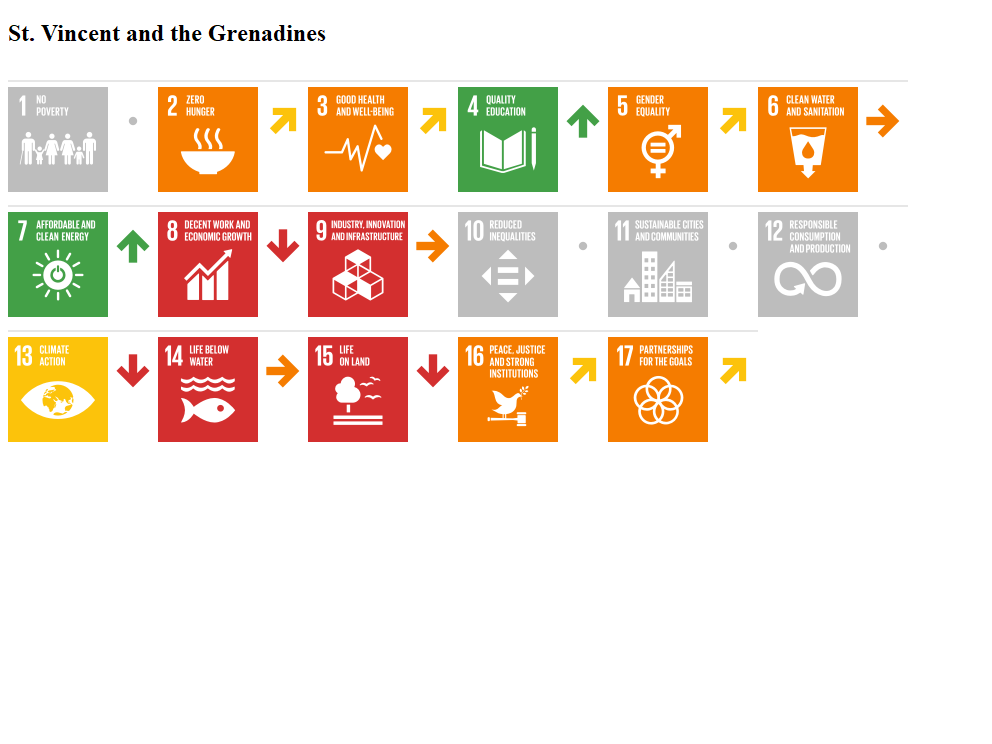 St. Vincent and the Grenadines
1 NO
POVERTY
2 ZERO
HUNGER
3 GOOD HEALTH
AND WELL-BEING
4 QUALITY
EDUCATION
5 GENDER
EQUALITY
6 CLEAN WATER
AND SANITATION
7 AFFORDABLE AND
CLEAN ENERGY
8 DECENT WORK AND
ECONOMIC GROWTH
9 INDUSTRY, INNOVATION
AND INFRASTRUCTURE
10 REDUCED
INEQUALITIES
11 SUSTAINABLE CITIES
AND COMMUNITIES
12 RESPONSIBLE
CONSUMPTION
AND PRODUCTION
13 CLIMATE
ACTION
14 LIFE BELOW
WATER
15 LIFE
ON LAND
16 PEACE, JUSTICE
AND STRONG
INSTITUTIONS
17 PARTNERSHIPS
FOR THE GOALS